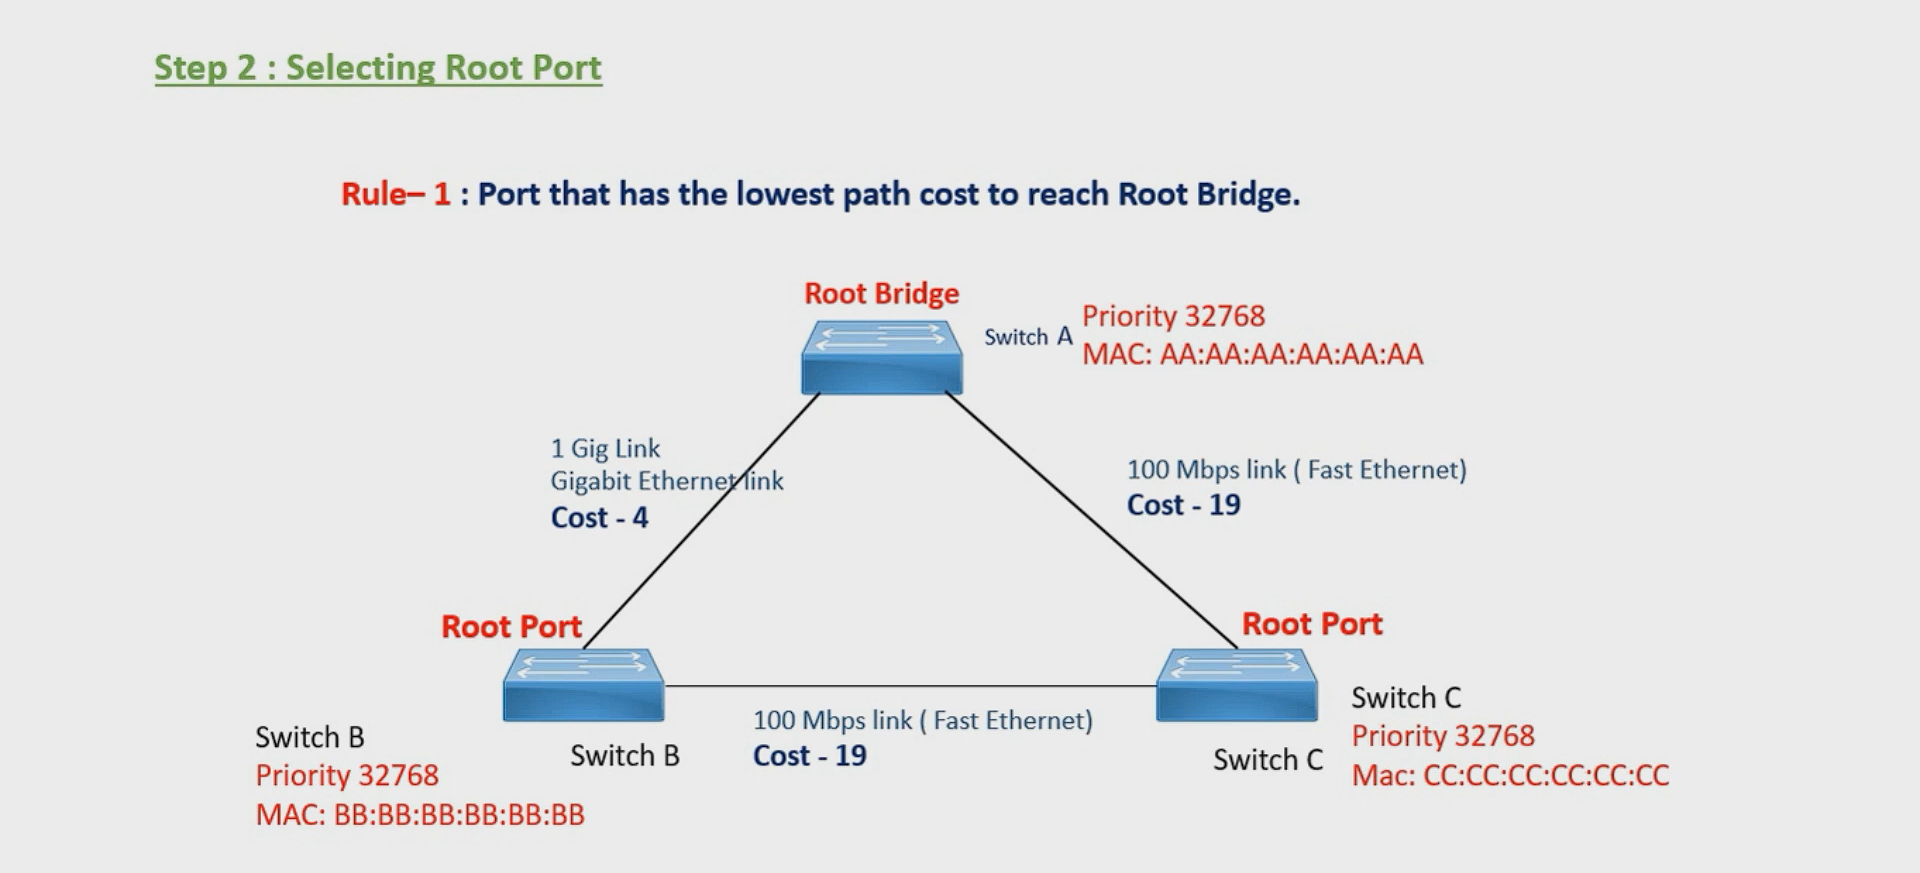 Step 2 : Selecting Root Port
Rule– 1 : Port that has the lowest path cost to reach Root Bridge.
Root Bridge
Switch A
Priority 32768
MAC: AA:AA:AA:AA:AA:AA
1 Gig Link
Gigabit Ethernet link
Cost - 4
100 Mbps link ( Fast Ethernet)
Cost - 19
Root Port
Root Port
Switch B
Priority 32768
MAC: BB:BB:BB:BB:BB:BB
Switch B
100 Mbps link ( Fast Ethernet)
Cost - 19
Switch C
Switch C
Priority 32768
Mac: CC:CC:CC:CC:CC:CC